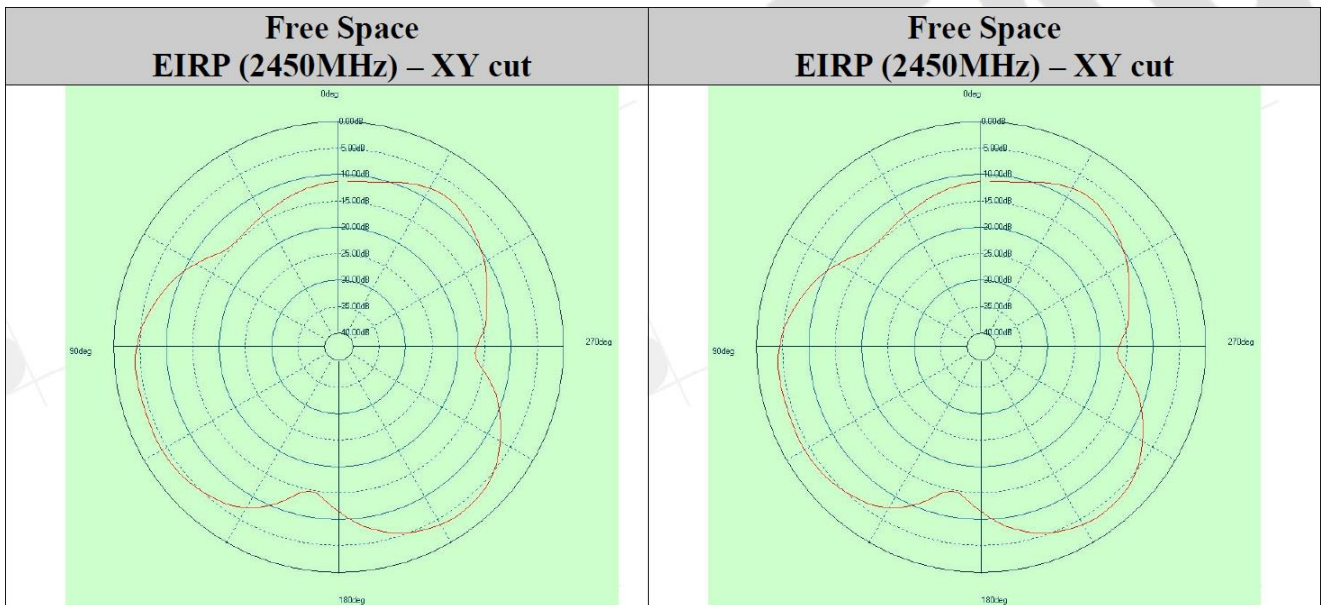 Free Space
EIRP (2450MHz) – XY cut
Free Space
EIRP (2450MHz) – XY cut
0deg
0.00dB
5.00dB
10.00dB
15.00dB
20.00dB
25.00dB
30.00dB
35.00dB
40.00dB
90deg
270deg
180deg
0deg
0.00dB
5.00dB
10.00dB
15.00dB
20.00dB
25.00dB
30.00dB
35.00dB
40.00dB
90deg
270deg
180deg